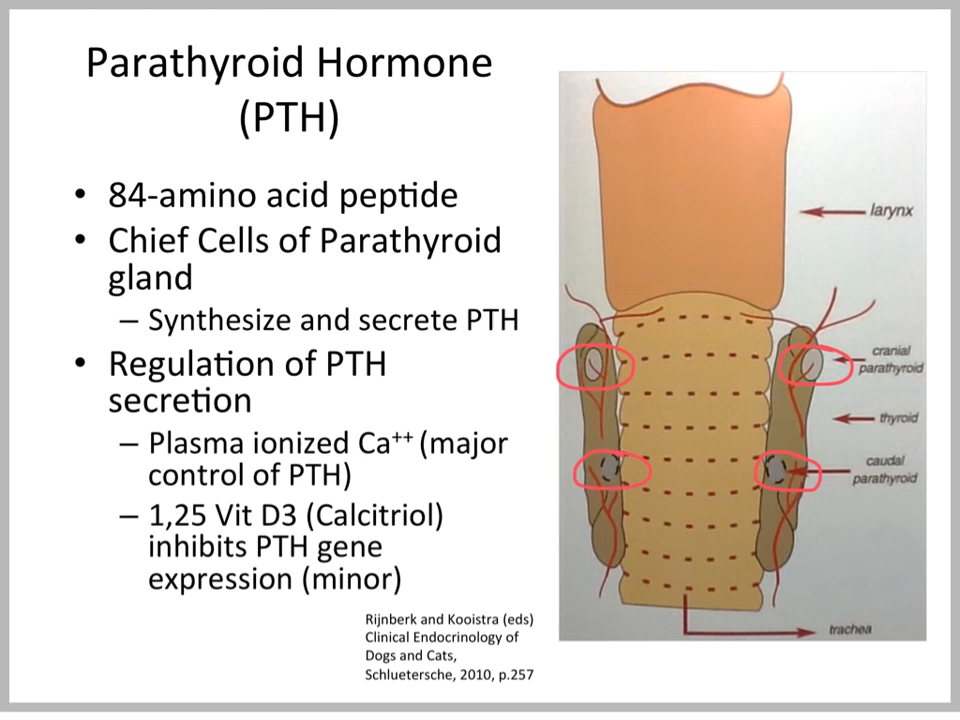 Parathyroid Hormone
(PTH)
• 84-amino acid peptide
• Chief Cells of Parathyroid
gland
– Synthesize and secrete PTH
• Regulation of PTH
secretion
– Plasma ionized Ca⁺⁺ (major
control of PTH)
– 1,25 Vit D3 (Calcitriol)
inhibits PTH gene
expression (minor)
Rijnberk and Kooistra (eds)
Clinical Endocrinology of
Dogs and Cats,
Schluetersche, 2010, p.257
larynx
cranial
parathyroid
thyroid
caudal
parathyroid
trachea